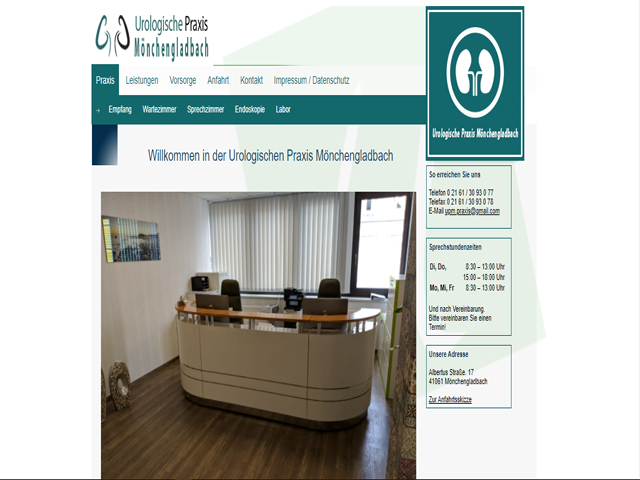 Urologische Praxis
Mönchengladbach
Praxis Leistungen Vorsorge Anfahrt Kontakt Impressum / Datenschutz
Empfang Wartezimmer Sprechzimmer Endoskopie Labor
Urologische Praxis Mönchengladbach
Willkommen in der Urologischen Praxis Mönchengladbach
So erreichen Sie uns
Telefon 0 21 61 / 30 93 0 77
Telefax 0 21 61 / 30 93 0 78
E-Mail upm.praxis@gmail.com
Sprechstundenzeiten
Di, Do, 8:30 – 13:00 Uhr
15:00 – 18:00 Uhr
Mo, Mi, Fr 8:30 – 13:00 Uhr
Und nach Vereinbarung.
Bitte vereinbaren Sie einen
Termin!
Unsere Adresse
Albertus Straße. 17
41061 Mönchengladbach
Zur Anfahrtsskizze